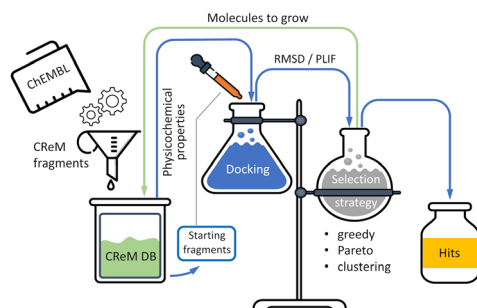 Molecules to grow
ChEMBL
RMSD / PLIF
CReM
fragments
Physicochemical
properties
Docking
Selection
strategy
Starting
fragments
• greedy
• Pareto
• clustering
CReM DB
Hits